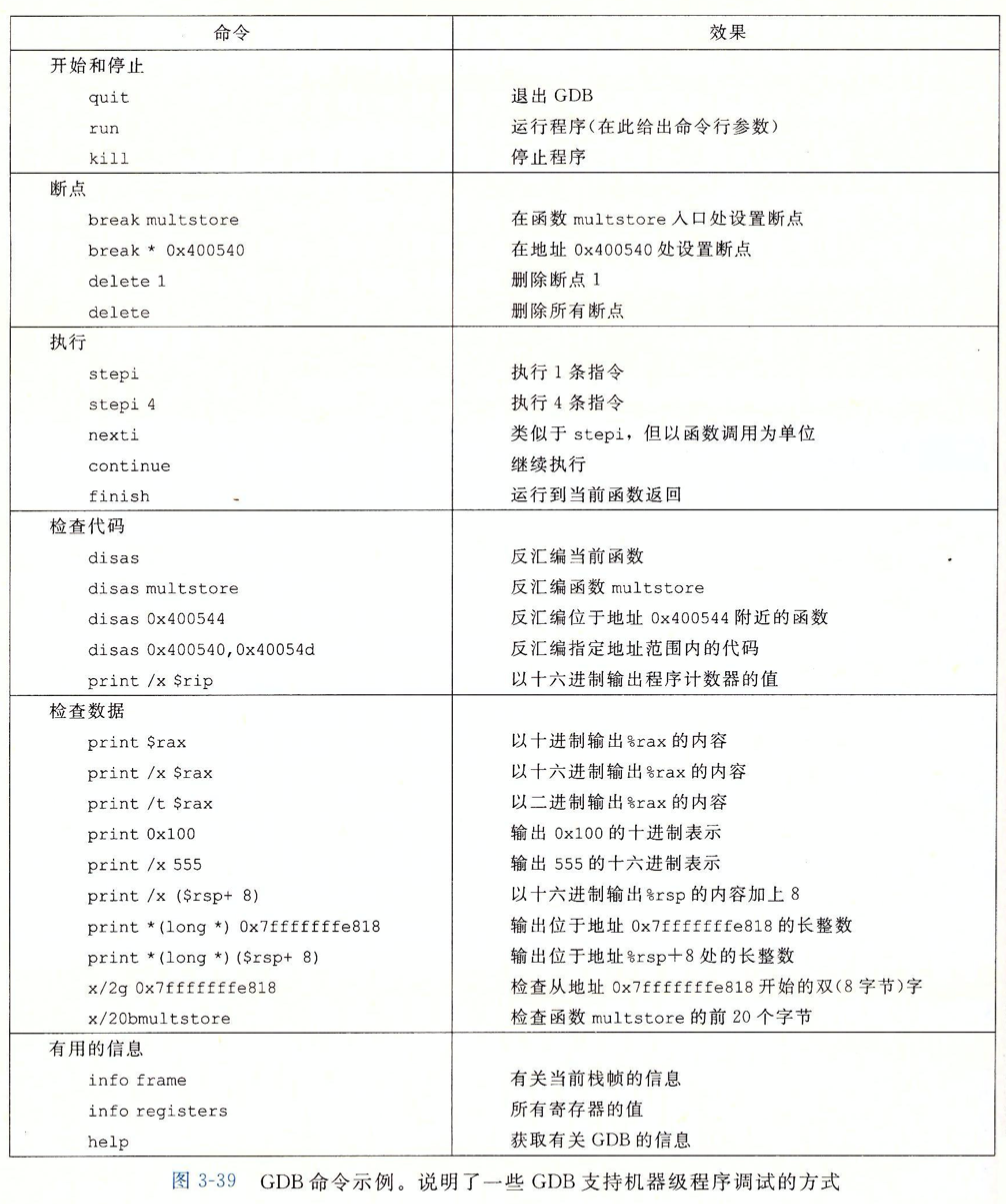 命令 效果
开始和停止
quit 退出 GDB
run 运行程序(在此给出命令行参数)
kill 停止程序
断点
break multstore 在函数 multstore 入口处设置断点
break * 0x400540 在地址 0x400540 处设置断点
delete 1 删除断点 1
delete 删除所有断点
执行
stepi 执行 1 条指令
stepi 4 执行 4 条指令
nexti 类似于 stepi，但以函数调用为单位
continue 继续执行
finish 运行到当前函数返回
检查代码
disas 反汇编当前函数
disas multstore 反汇编函数 multstore
disas 0x400544 反汇编位于地址 0x400544 附近的函数
disas 0x400540,0x40054d 反汇编指定地址范围内的代码
print /x $rip 以十六进制输出程序计数器的值
检查数据
print $rax 以十进制输出%rax 的内容
print /x $rax 以十六进制输出%rax 的内容
print /t $rax 以二进制输出%rax 的内容
print 0x100 输出 0x100 的十进制表示
print /x 555 输出 555 的十六进制表示
print /x ($rsp+ 8) 以十六进制输出%rsp 的内容加上 8
print *(long *) 0x7fffffffe818 输出位于地址 0x7fffffffe818 的长整数
print *(long *)($rsp+ 8) 输出位于地址%rsp+8 处的长整数
x/2g 0x7fffffffe818 检查从地址 0x7fffffffe818 开始的双(8 字节)字
x/20bmultstore 检查函数 multstore 的前 20 个字节
有用的信息
info frame 有关当前栈帧的信息
info registers 所有寄存器的值
help 获取有关 GDB 的信息
图 3-39 GDB 命令示例。说明了一些 GDB 支持机器级程序调试的方式